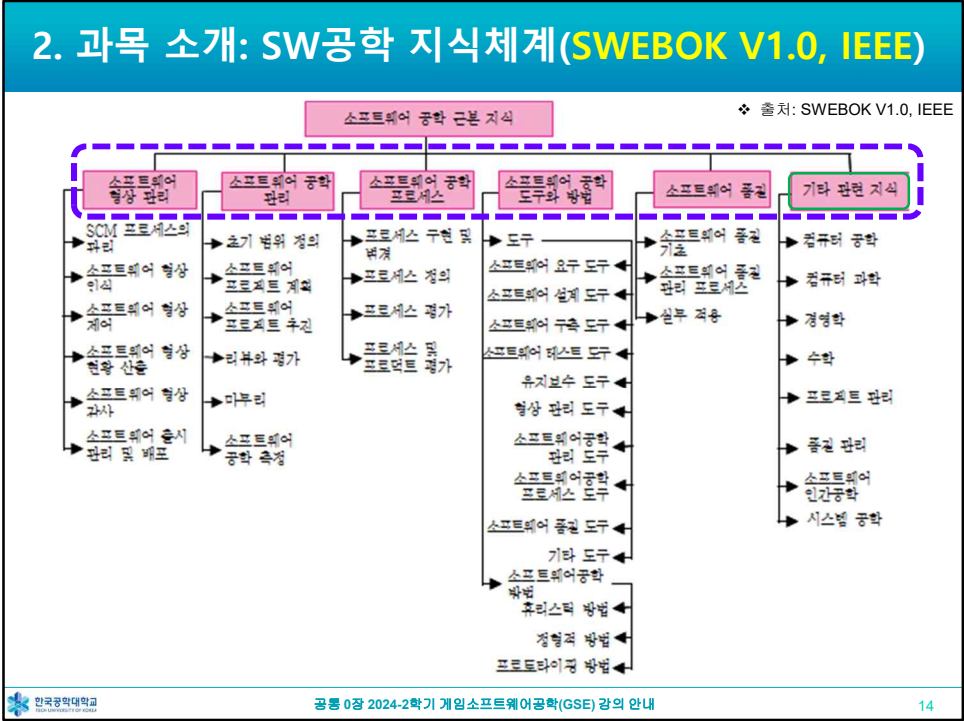 2. 과목 소개: SW공학 지식체계(SWEBOK V1.0, IEEE)
❖ 출처: SWEBOK V1.0, IEEE
소프트웨어 공학 근본 지식
소프트웨어
형상 관리
SCM 프로세스의
관리
소프트웨어 형상
인식
소프트웨어 형상
제어
소프트웨어 형상
현황 산출
소프트웨어 형상
감사
소프트웨어 출시
관리 및 배포
소프트웨어 공학
관리
초기 범위 정의
소프트웨어
프로젝트 계획
소프트웨어
프로젝트 추진
리뷰와 평가
마무리
소프트웨어
공학 측정
소프트웨어 공학
프로세스
프로세스 구현 및
변경
프로세스 정의
프로세스 평가
프로세스 및
프로덕트 평가
소프트웨어 공학
도구와 방법
도구
소프트웨어 요구 도구
소프트웨어 설계 도구
소프트웨어 구축 도구
소프트웨어 테스트 도구
유지보수 도구
형상 관리 도구
소프트웨어공학
관리 도구
소프트웨어공학
프로세스 도구
소프트웨어 품질 도구
기타 도구
소프트웨어공학
방법
휴리스틱 방법
정형적 방법
프로토타이핑 방법
소프트웨어 품질
소프트웨어 품질
기초
소프트웨어 품질
관리 프로세스
실무 적용
기타 관련 지식
컴퓨터 공학
컴퓨터 과학
경영학
수학
프로젝트 관리
품질 관리
소프트웨어
인간공학
시스템 공학
한국공학대학교
TECH UNIVERSITY OF KOREA
공통 0장 2024-2학기 게임소프트웨어공학(GSE) 강의 안내
14